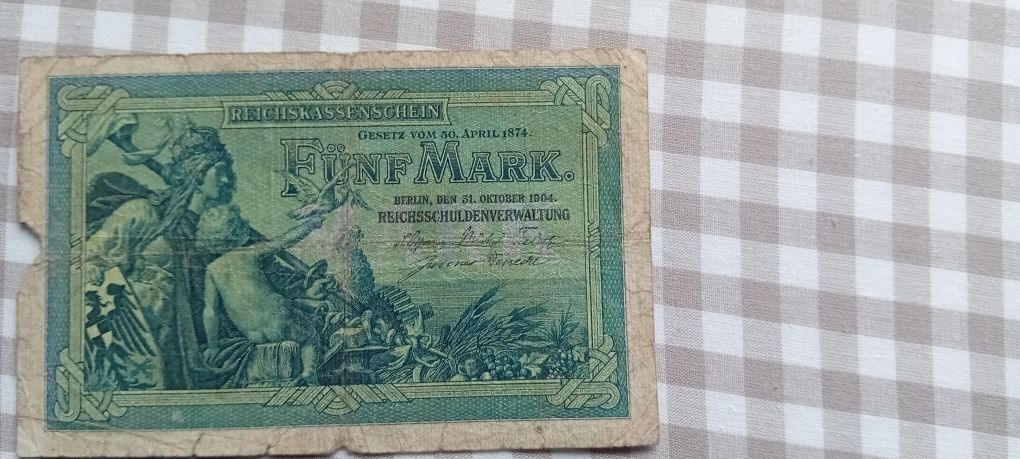 REICHSKASSENSCHEIN
GESETZ VOM 30. APRIL 1874.
FÜNF MARK.
BERLIN, DEN 31. OKTOBER 1904.
REICHSSCHULDENVERWALTUNG